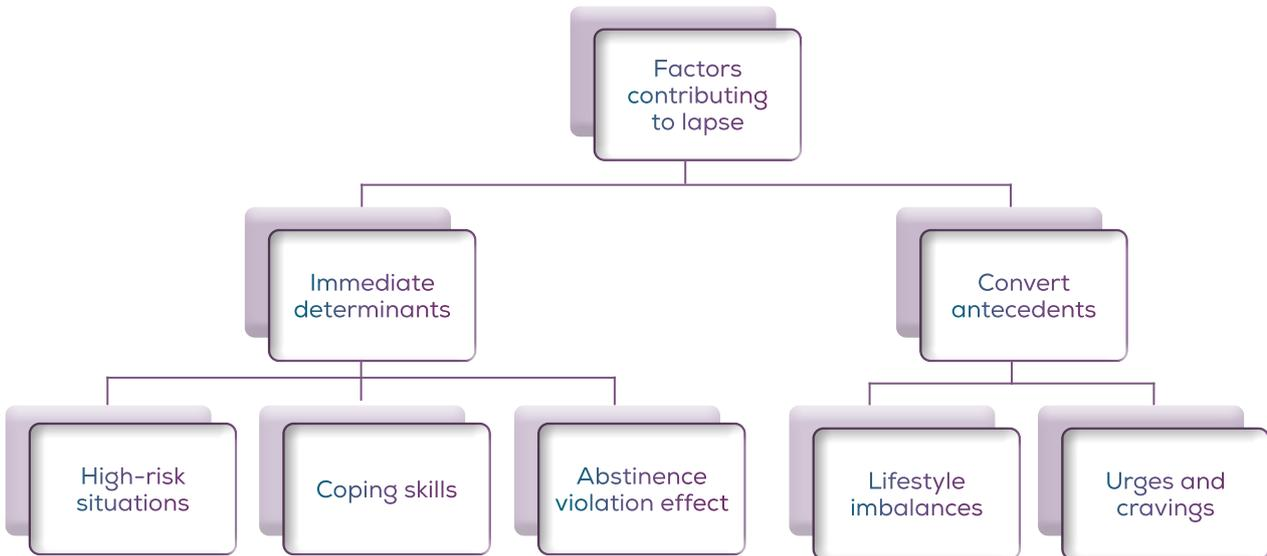 Factors
contributing
to lapse
Immediate
determinants
Convert
antecedents
High-risk
situations
Coping skills
Abstinence
violation effect
Lifestyle
imbalances
Urges and
cravings